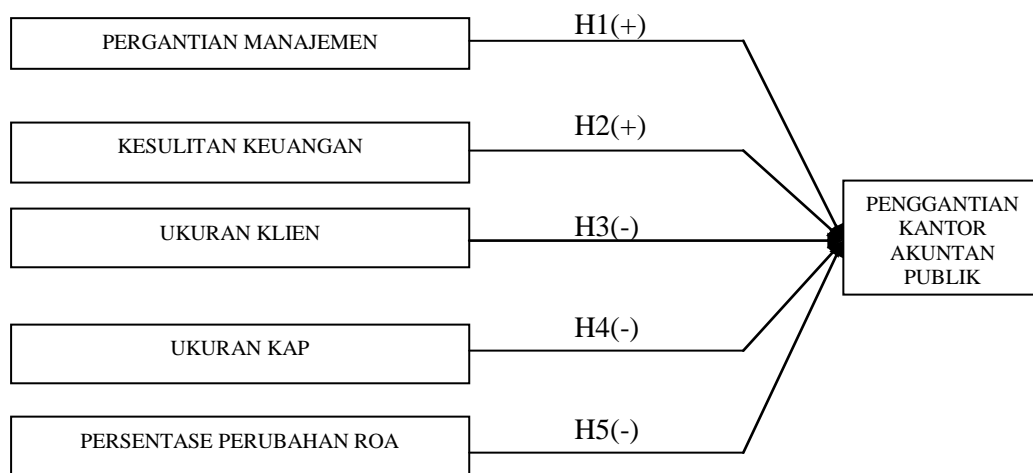 PERGANTIAN MANAJEMEN
H1(+)
KESULITAN KEUANGAN
H2(+)
UKURAN KLIEN
H3(-)
UKURAN KAP
H4(-)
PERSENTASE PERUBAHAN ROA
H5(-)
PENGGANTIAN
KANTOR
AKUNTAN
PUBLIK